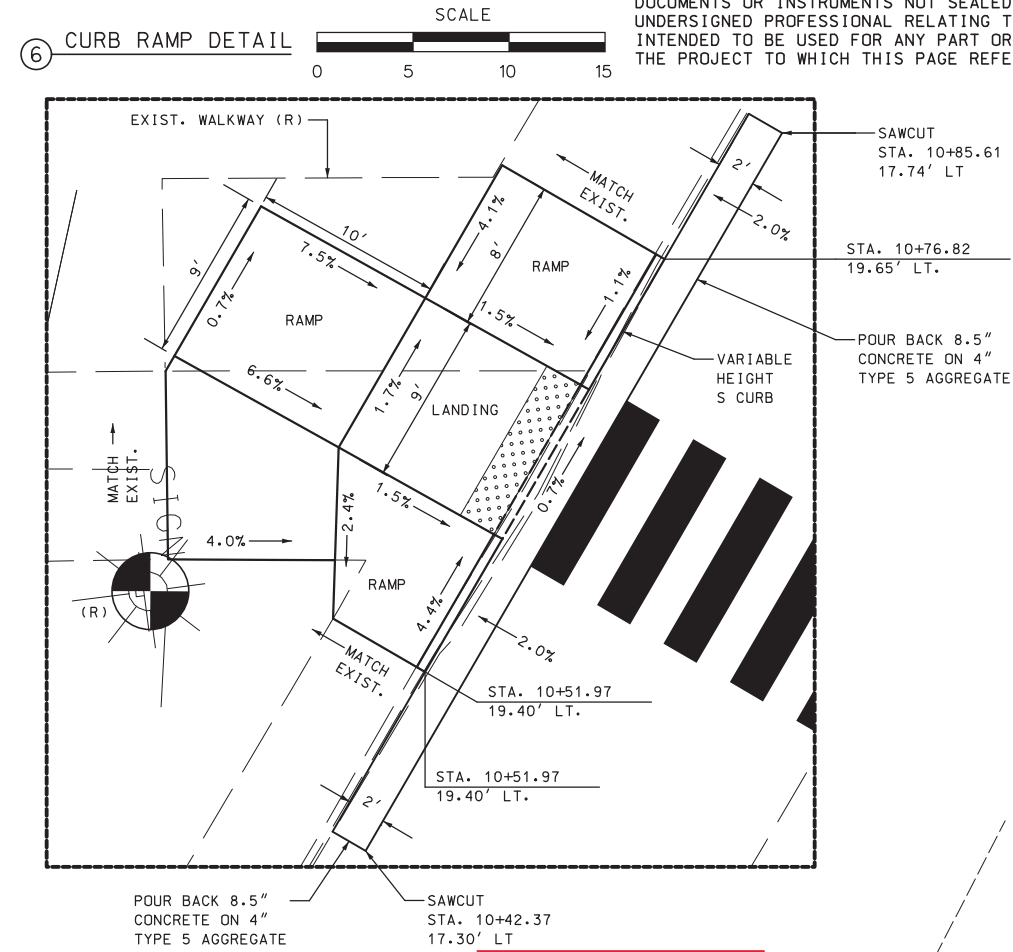 DOCUMENTS OR INSTRUMENTS NOT SEALED
UNDERSIGNED PROFESSIONAL RELATING T
INTENDED TO BE USED FOR ANY PART OR
THE PROJECT TO WHICH THIS PAGE REFE
SCALE
6 CURB RAMP DETAIL
0 5 10 15
EXIST. WALKWAY (R)
SAWCUT
STA. 10+85.61
17.74' LT
2'
2.0%
MATCH
EXIST.
4.1%
8'
RAMP
1.1%
1.5%
STA. 10+76.82
19.65' LT.
10'
7.5%
9'
0.7%
RAMP
6.6%
1.7%
9'
LANDING
VARIABLE
HEIGHT
S CURB
POUR BACK 8.5"
CONCRETE ON 4"
TYPE 5 AGGREGATE
MATCH
EXIST.
SIGN
1.5%
0.7%
4.0%
2.4%
RAMP
4.4%
(R)
2.0%
MATCH
EXIST.
STA. 10+51.97
19.40' LT.
STA. 10+51.97
19.40' LT.
2'
POUR BACK 8.5"
CONCRETE ON 4"
TYPE 5 AGGREGATE
SAWCUT
STA. 10+42.37
17.30' LT